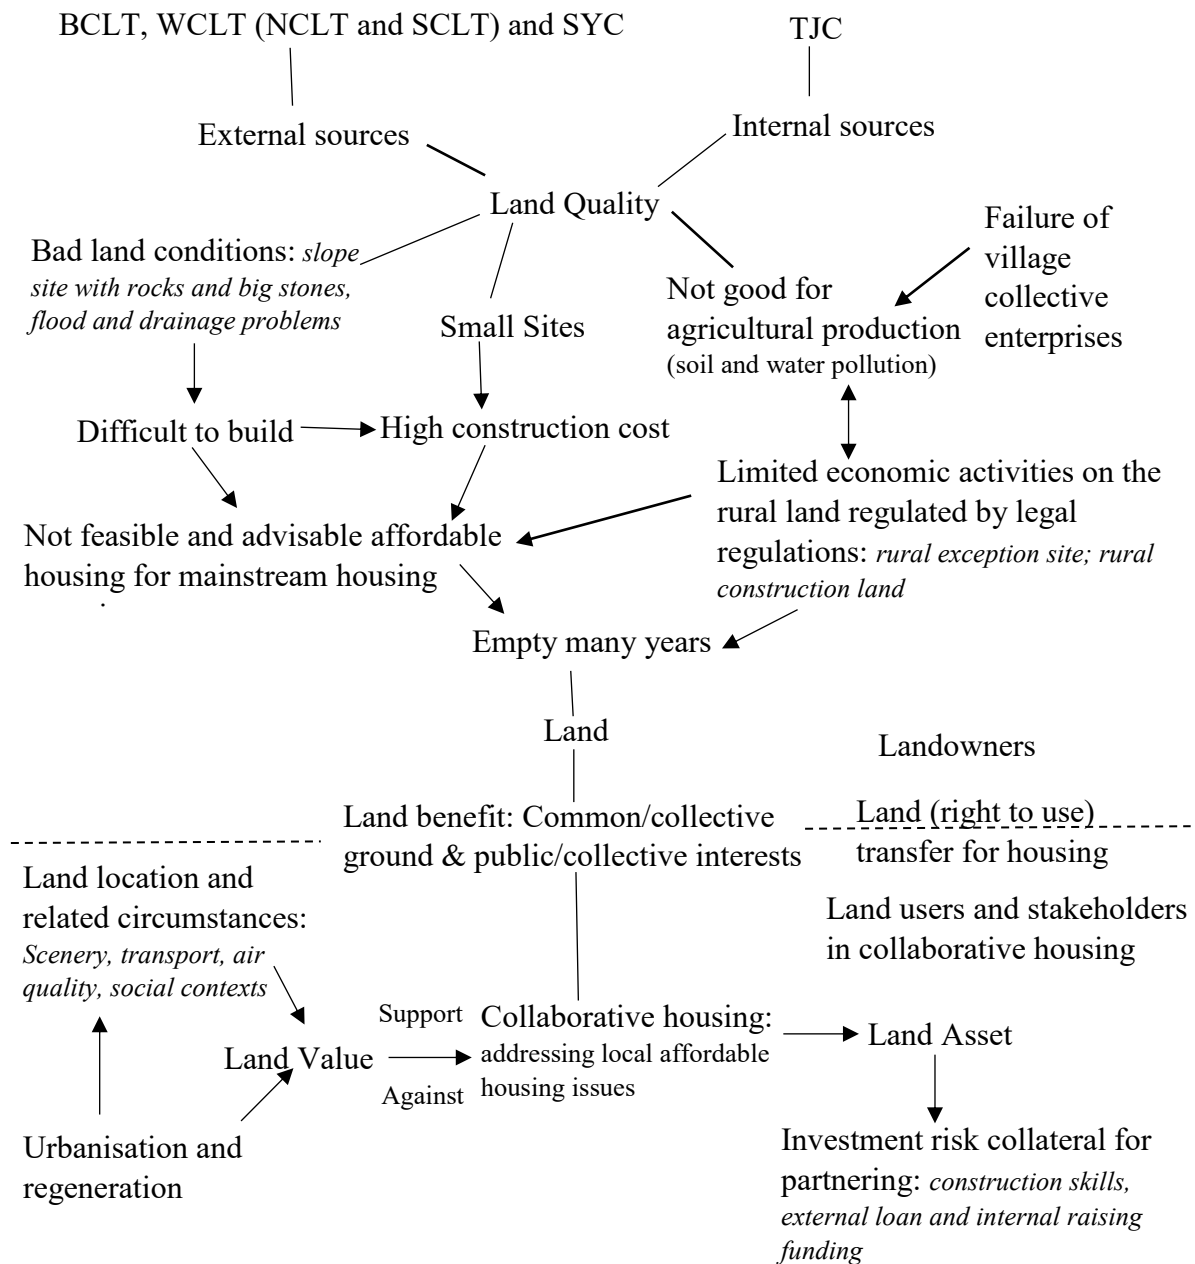 BCLT, WCLT (NCLT and SCLT) and SYC
TJC
External sources
Internal sources
Land Quality
Bad land conditions: slope
site with rocks and big stones,
flood and drainage problems
Small Sites
Not good for
agricultural production
(soil and water pollution)
Failure of
village
collective
enterprises
Difficult to build
High construction cost
Limited economic activities on the
rural land regulated by legal
regulations: rural exception site; rural
construction land
Not feasible and advisable affordable
housing for mainstream housing
Empty many years
Land
Landowners
Land benefit: Common/collective
ground & public/collective interests
Land (right to use)
transfer for housing
Land location and
related circumstances:
Scenery, transport, air
quality, social contexts
Land users and stakeholders
in collaborative housing
Land Value
Support
Against
Collaborative housing:
addressing local affordable
housing issues
Land Asset
Urbanisation and
regeneration
Investment risk collateral for
partnering: construction skills,
external loan and internal raising
funding